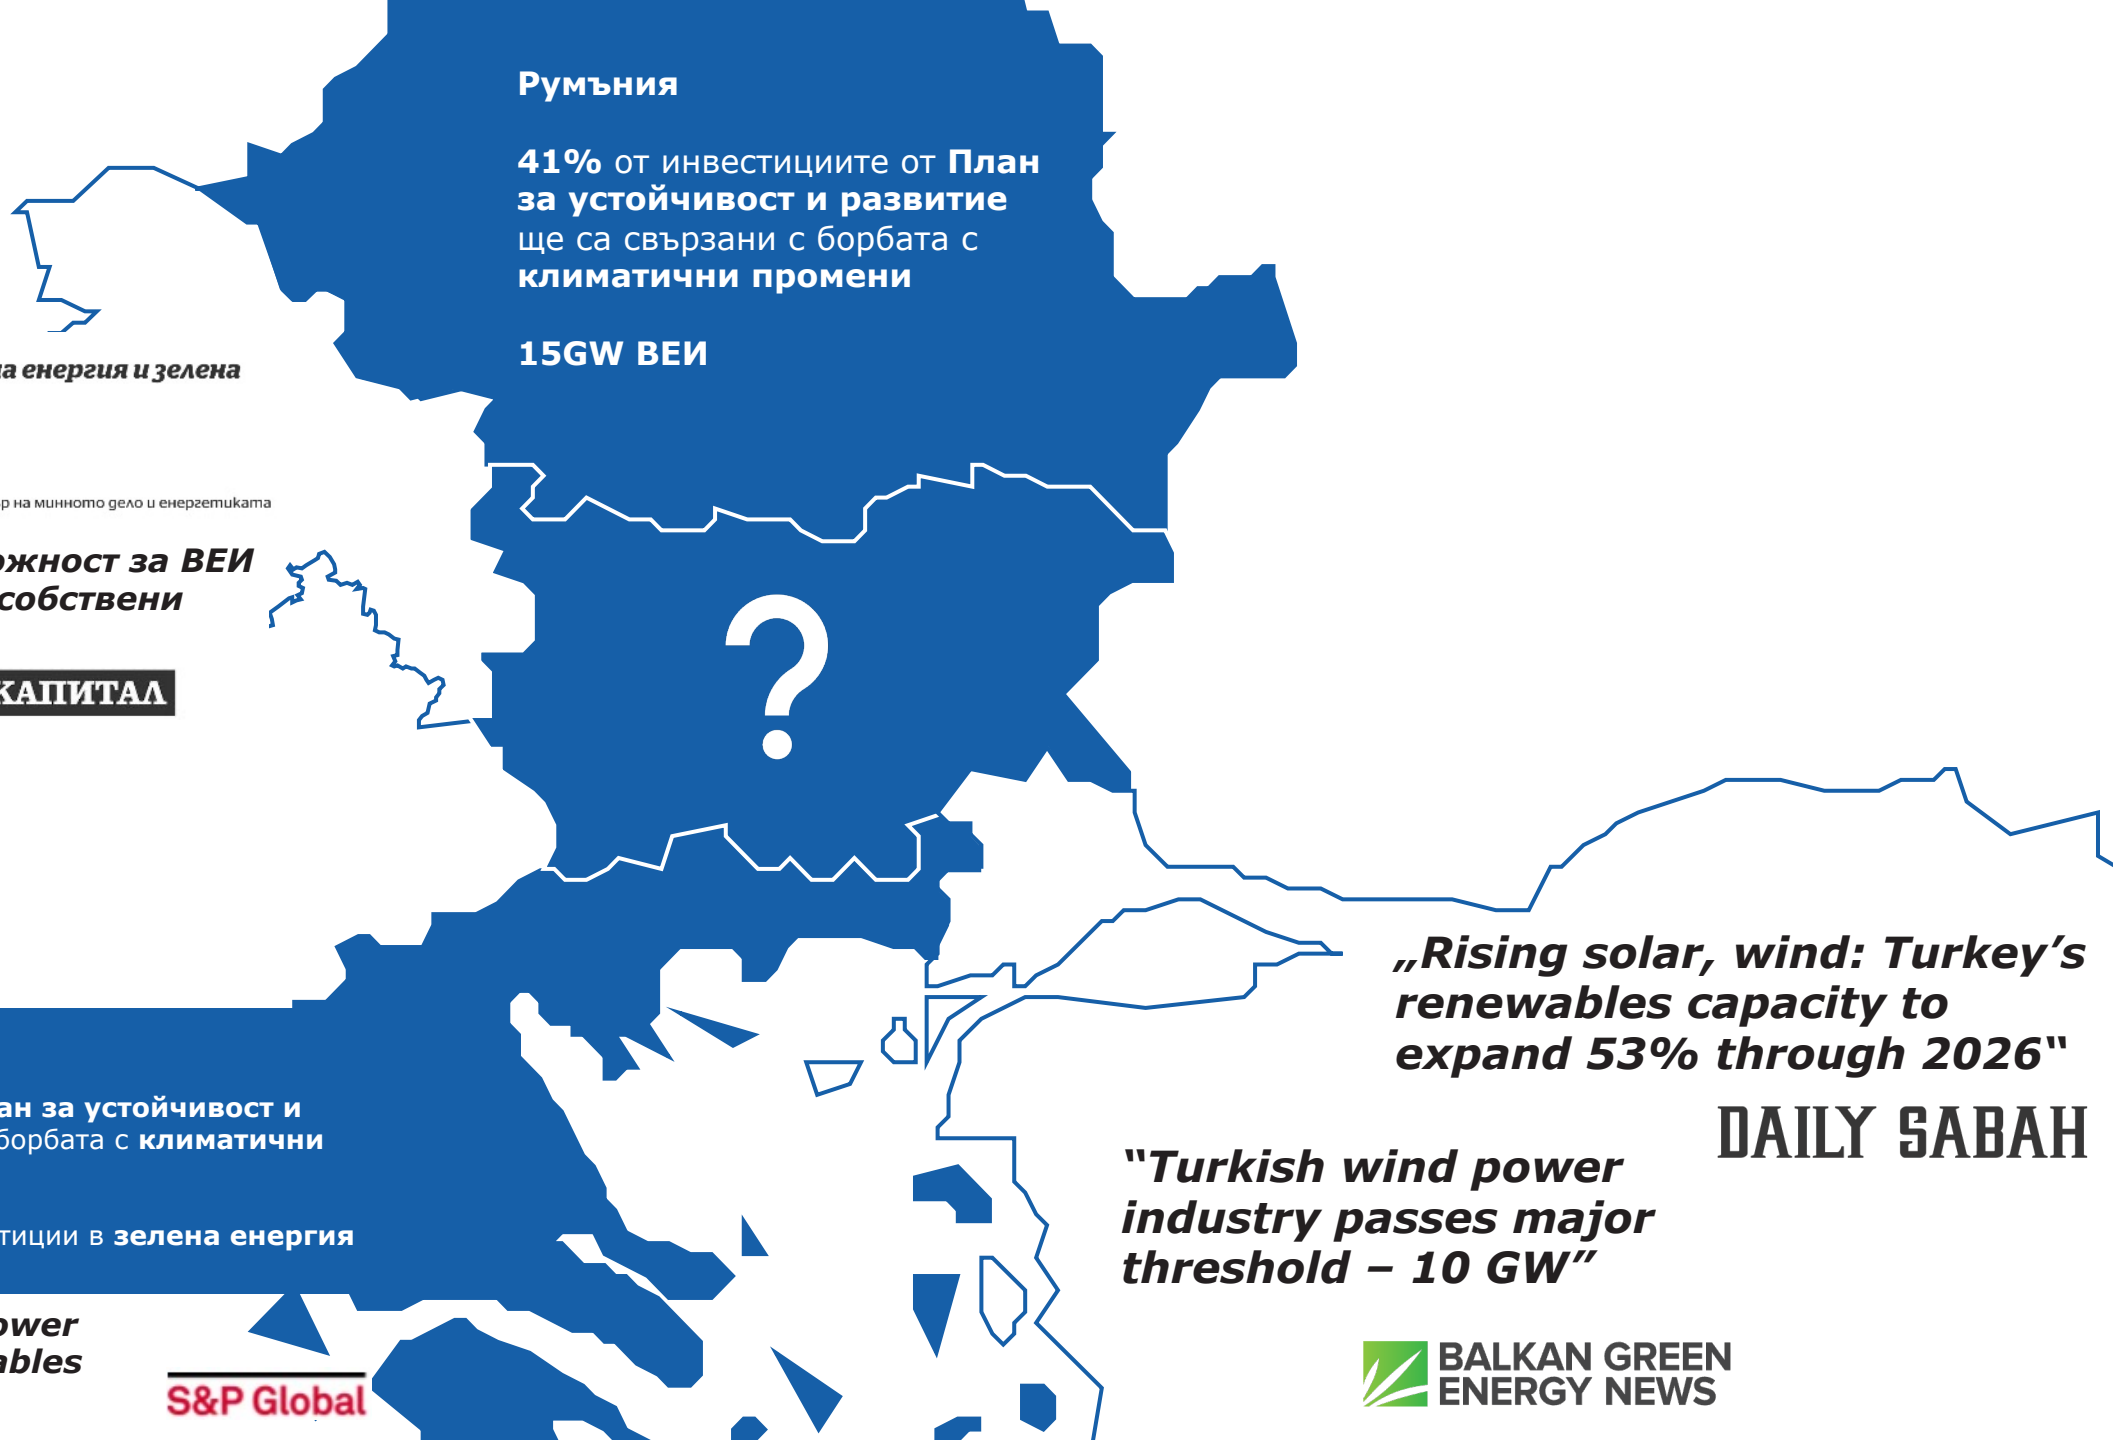 Румъния
41% от инвестициите от План
за устойчивост и развитие
ще са свързани с борбата с
климатични промени
15GW ВЕИ
а енергия и зелена
р на минното дело и енергетиката
ожност за ВЕИ
собствени
КАПИТАЛ
?
„Rising solar, wind: Turkey’s
renewables capacity to
expand 53% through 2026“
DAILY SABAH
“Turkish wind power
industry passes major
threshold – 10 GW”
BALKAN GREEN
ENERGY NEWS
ан за устойчивост и
борбата с климатични
тиции в зелена енергия
ower
ables
S&P Global